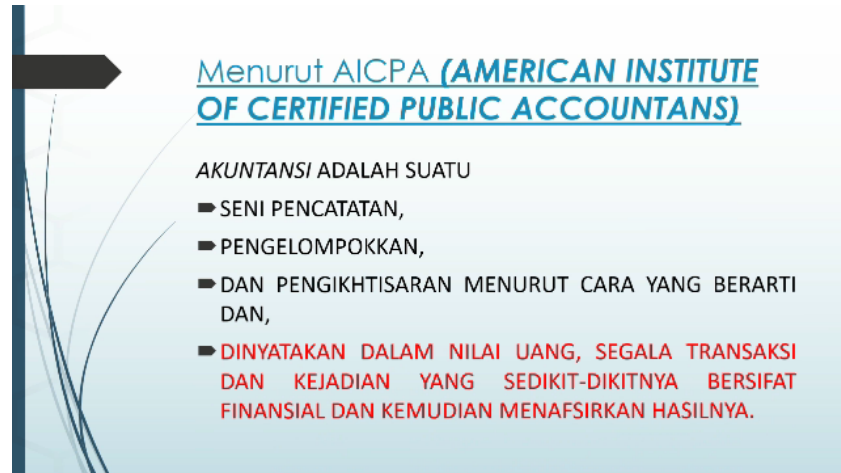 Menurut AICPA (AMERICAN INSTITUTE
OF CERTIFIED PUBLIC ACCOUNTANS)
AKUNTANSI ADALAH SUATU
SENI PENCATATAN,
PENGELOMPOKKAN,
DAN PENGIKHTISARAN MENURUT CARA YANG BERARTI
DAN,
DINYATAKAN DALAM NILAI UANG, SEGALA TRANSAKSI
DAN KEJADIAN YANG SEDIKIT-DIKITNYA BERSIFAT
FINANSIAL DAN KEMUDIAN MENAFSIRKAN HASILNYA.